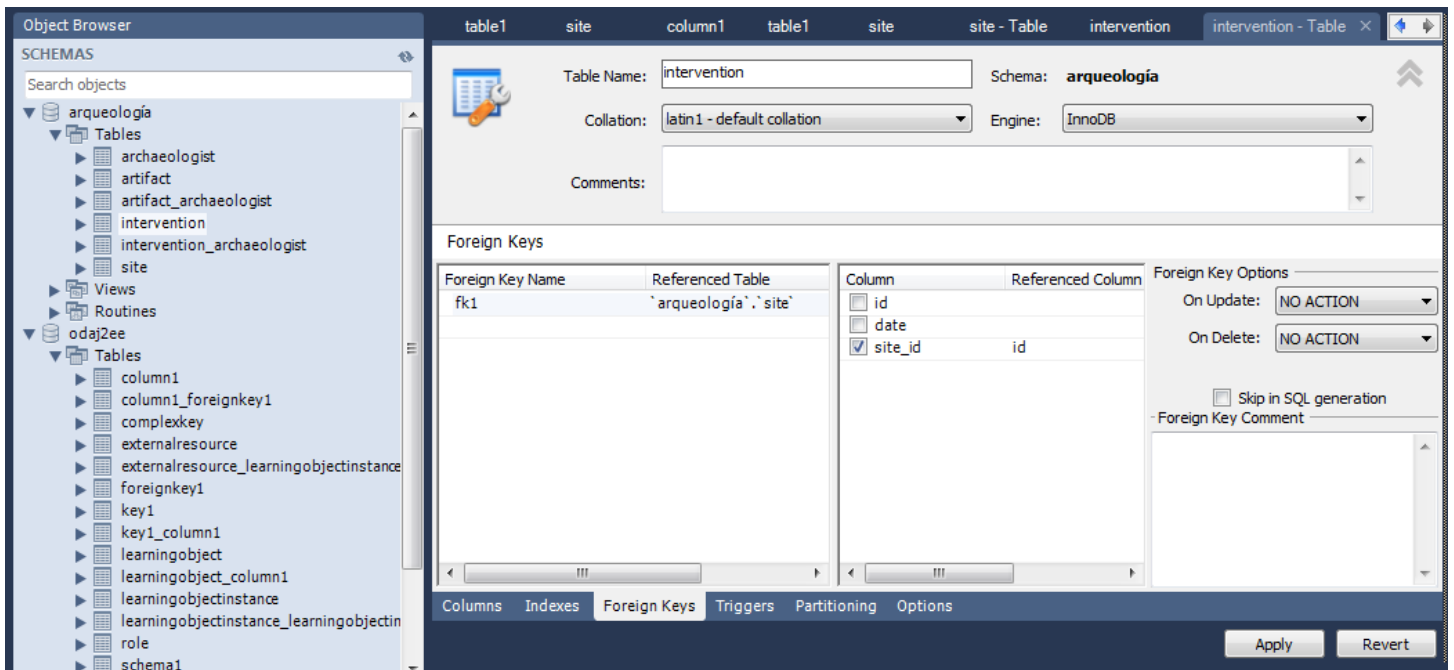 Object Browser
SCHEMAS
Search objects
arqueología
Tables
archaeologist
artifact
artifact_archaeologist
intervention
intervention_archaeologist
site
Views
Routines
odaj2ee
Tables
column1
column1_foreignkey1
complexkey
externalresource
externalresource_learningobjectinstance
foreignkey1
key1
key1_column1
learningobject
learningobject_column1
learningobjectinstance
learningobjectinstance_learningobjectin
role
schema1
table1 site column1 table1 site site - Table intervention intervention - Table
Table Name: intervention Schema: arqueología
Collation: latin1 - default collation Engine: InnoDB
Comments:
Foreign Keys
Foreign Key Name Referenced Table
fk1 `arqueología`.`site`
Column Referenced Column
id
date
site_id id
Foreign Key Options
On Update: NO ACTION
On Delete: NO ACTION
Skip in SQL generation
Foreign Key Comment
Columns Indexes Foreign Keys Triggers Partitioning Options
Apply Revert